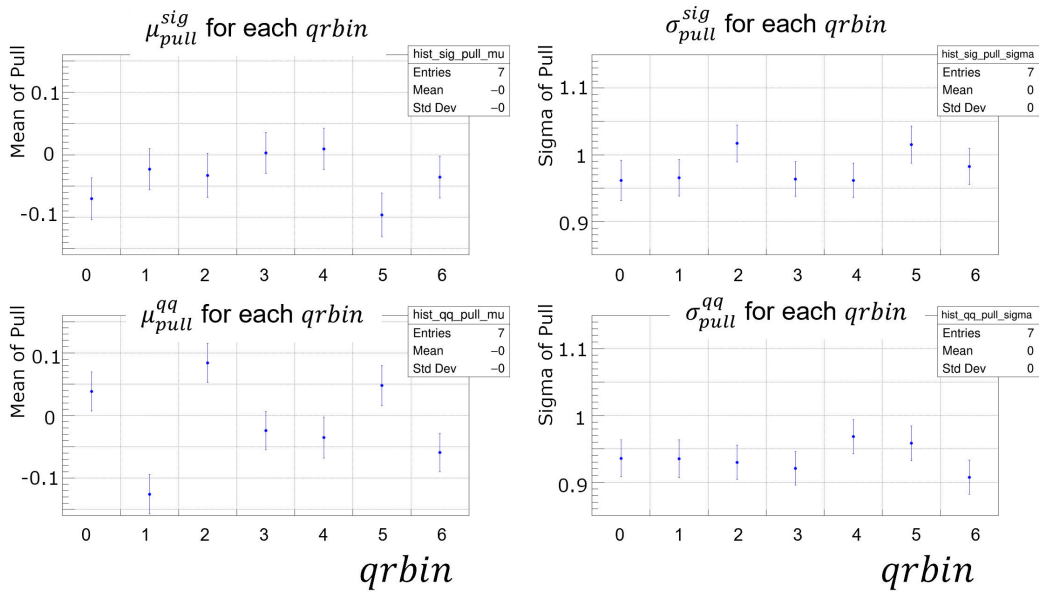 μ_pull^sig for each qrbin
Mean of Pull
hist_sig_pull_mu
Entries 7
Mean −0
Std Dev −0
0.1
0
-0.1
0 1 2 3 4 5 6
σ_pull^sig for each qrbin
Sigma of Pull
hist_sig_pull_sigma
Entries 7
Mean 0
Std Dev 0
1.1
1
0.9
0 1 2 3 4 5 6
μ_pull^qq for each qrbin
Mean of Pull
hist_qq_pull_mu
Entries 7
Mean −0
Std Dev −0
0.1
0
-0.1
0 1 2 3 4 5 6
qrbin
σ_pull^qq for each qrbin
Sigma of Pull
hist_qq_pull_sigma
Entries 7
Mean 0
Std Dev 0
1.1
1
0.9
0 1 2 3 4 5 6
qrbin